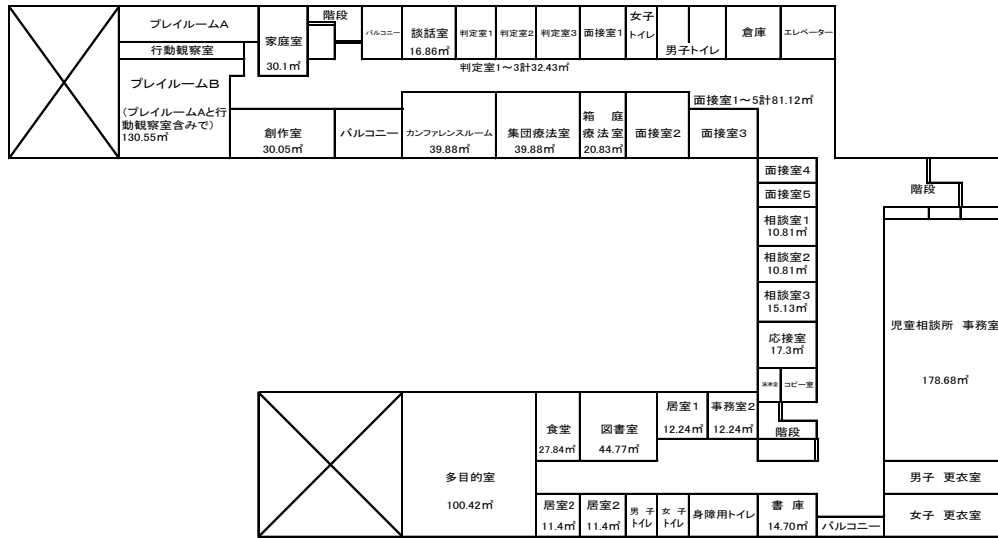 プレイルームA
行動観察室
プレイルームB
(プレイルームAと行
動観察室含みで)
130.55㎡
家庭室
30.1㎡
階段
バルコニー
談話室
16.86㎡
判定室1
判定室2
判定室3
面接室1
女子
トイレ
男子トイレ
倉庫
エレベーター
判定室1～3計32.43㎡
面接室1～5計81.12㎡
創作室
30.05㎡
バルコニー
カンファレンスルーム
39.88㎡
集団療法室
39.88㎡
箱 庭
療法室
20.83㎡
面接室2
面接室3
面接室4
面接室5
相談室1
10.81㎡
相談室2
10.81㎡
相談室3
15.13㎡
応接室
17.3㎡
湯沸室
コピー室
階段
階段
児童相談所 事務室
178.68㎡
男子 更衣室
女子 更衣室
多目的室
100.42㎡
食堂
27.84㎡
図書室
44.77㎡
居室1
12.24㎡
事務室2
12.24㎡
居室2
11.4㎡
居室2
11.4㎡
男 子
トイレ
女 子
トイレ
身障用トイレ
書 庫
14.70㎡
バルコニー